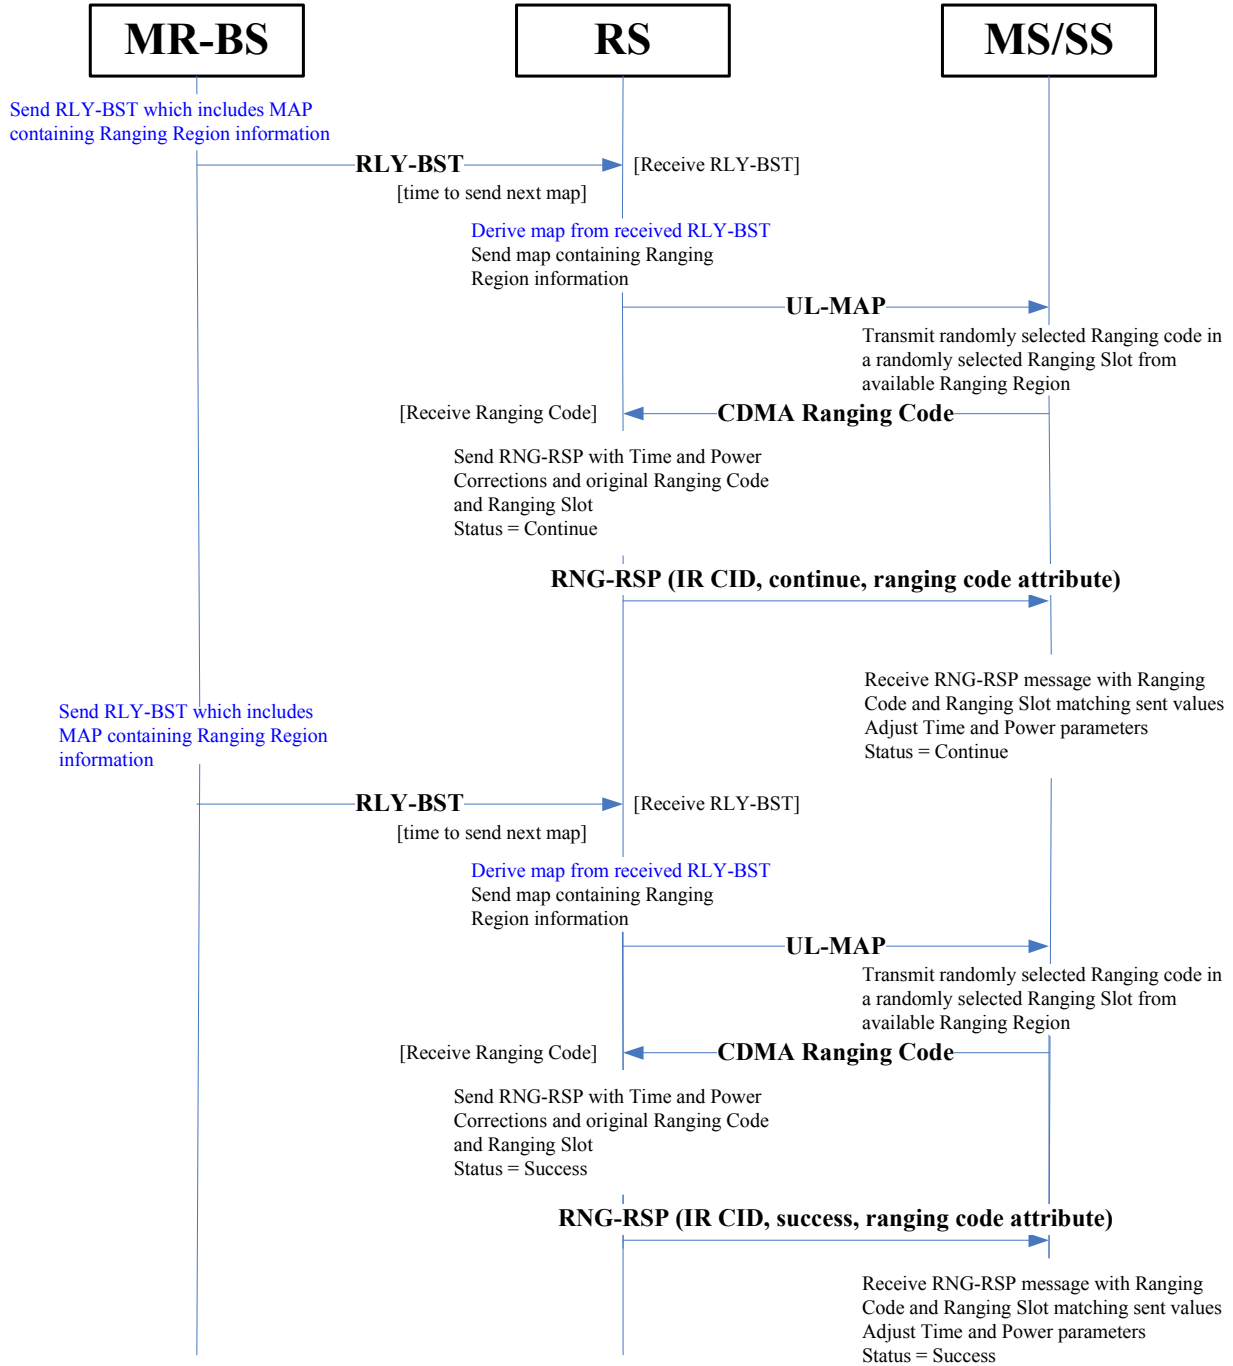 MR-BS
RS
MS/SS
Send RLY-BST which includes MAP
containing Ranging Region information
RLY-BST
[Receive RLY-BST]
[time to send next map]
Derive map from received RLY-BST
Send map containing Ranging
Region information
UL-MAP
Transmit randomly selected Ranging code in
a randomly selected Ranging Slot from
available Ranging Region
[Receive Ranging Code]
CDMA Ranging Code
Send RNG-RSP with Time and Power
Corrections and original Ranging Code
and Ranging Slot
Status = Continue
RNG-RSP (IR CID, continue, ranging code attribute)
Receive RNG-RSP message with Ranging
Code and Ranging Slot matching sent values
Adjust Time and Power parameters
Status = Continue
Send RLY-BST which includes
MAP containing Ranging Region
information
RLY-BST
[Receive RLY-BST]
[time to send next map]
Derive map from received RLY-BST
Send map containing Ranging
Region information
UL-MAP
Transmit randomly selected Ranging code in
a randomly selected Ranging Slot from
available Ranging Region
[Receive Ranging Code]
CDMA Ranging Code
Send RNG-RSP with Time and Power
Corrections and original Ranging Code
and Ranging Slot
Status = Success
RNG-RSP (IR CID, success, ranging code attribute)
Receive RNG-RSP message with Ranging
Code and Ranging Slot matching sent values
Adjust Time and Power parameters
Status = Success